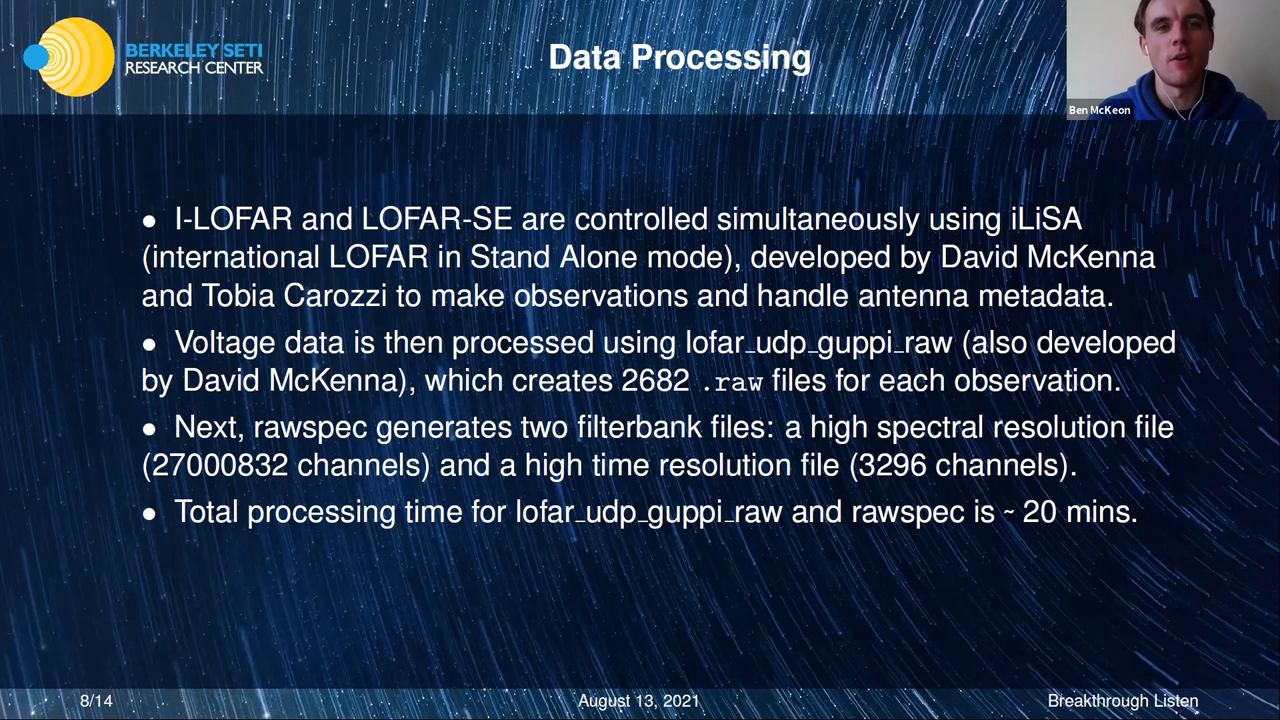 BERKELEY SETI
RESEARCH CENTER
Data Processing
Ben McKeon
• I-LOFAR and LOFAR-SE are controlled simultaneously using iLiSA
(international LOFAR in Stand Alone mode), developed by David McKenna
and Tobia Carozzi to make observations and handle antenna metadata.
• Voltage data is then processed using lofar_udp_guppi_raw (also developed
by David McKenna), which creates 2682 .raw files for each observation.
• Next, rawspec generates two filterbank files: a high spectral resolution file
(27000832 channels) and a high time resolution file (3296 channels).
• Total processing time for lofar_udp_guppi_raw and rawspec is ~ 20 mins.
8/14
August 13, 2021
Breakthrough Listen